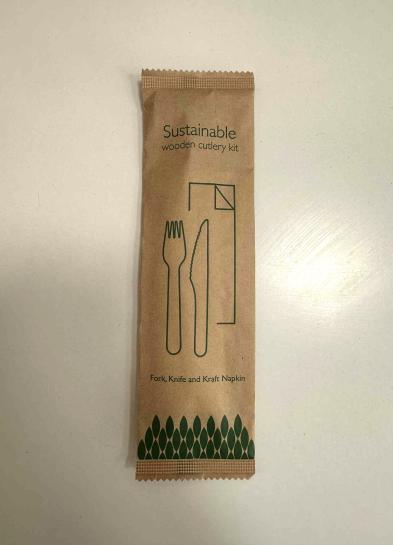 Sustainable
wooden cutlery kit
Fork, Knife and Kraft Napkin